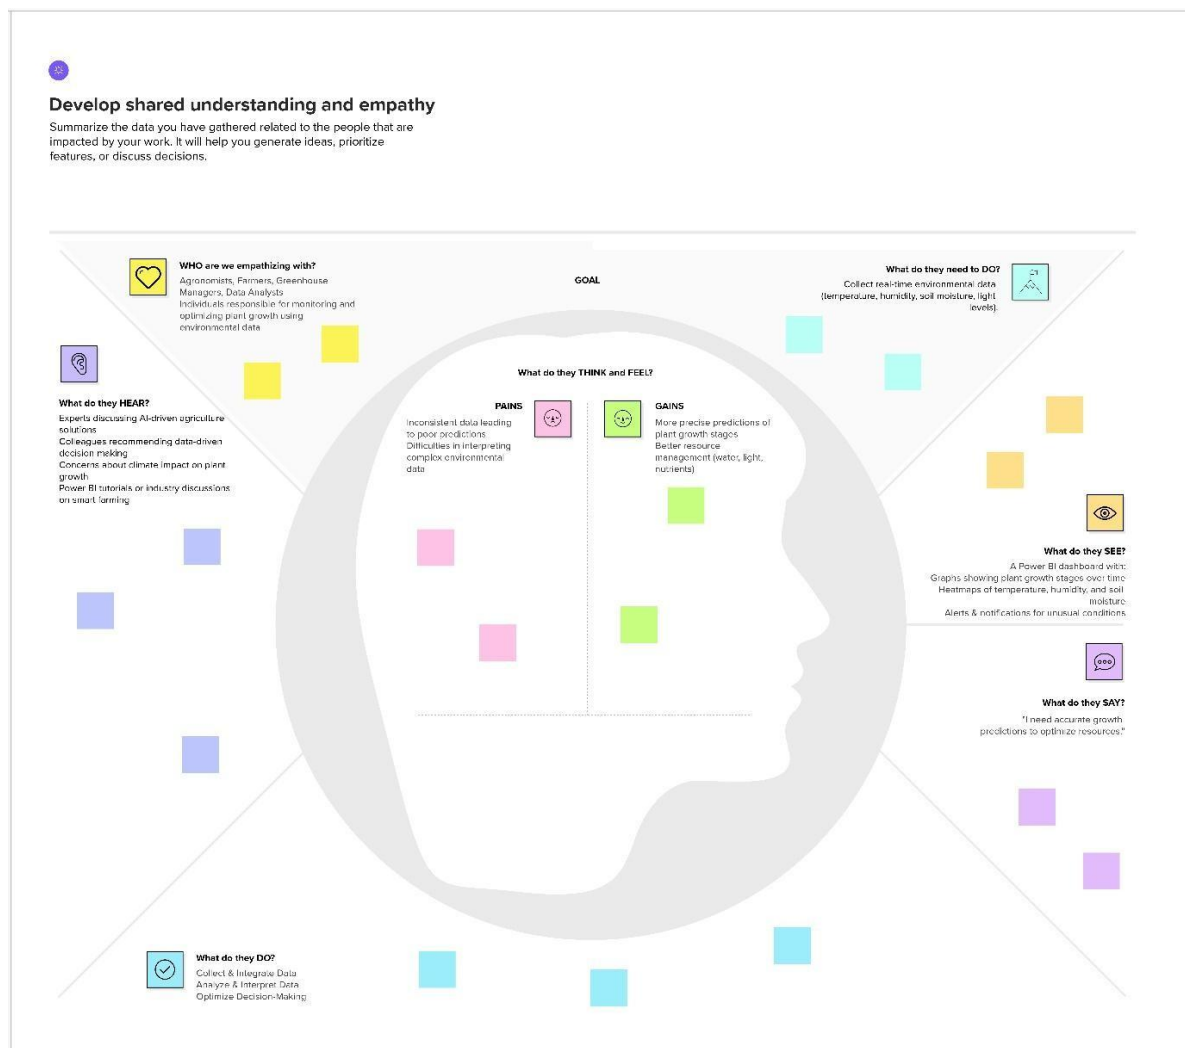 Develop shared understanding and empathy
Summarize the data you have gathered related to the people that are
impacted by your work. It will help you generate ideas, prioritize
features, or discuss decisions.
WHO are we empathizing with?
Agronomists, Farmers, Greenhouse
Managers, Data Analysts
Individuals responsible for monitoring and
optimizing plant growth using
environmental data
GOAL
What do they need to DO?
Collect real-time environmental data
(temperature, humidity, soil moisture, light
levels).
What do they HEAR?
Experts discussing AI-driven agriculture
solutions
Colleagues recommending data-driven
decision making
Concerns about climate impact on plant
growth
Power BI tutorials or industry discussions
on smart farming
What do they THINK and FEEL?
PAINS
Inconsistent data leading
to poor predictions
Difficulties in interpreting
complex environmental
data
GAINS
More precise predictions of
plant growth stages
Better resource
management (water, light,
nutrients)
What do they SEE?
A Power BI dashboard with:
Graphs showing plant growth stages over time
Heatmaps of temperature, humidity, and soil
moisture
Alerts & notifications for unusual conditions
What do they SAY?
"I need accurate growth
predictions to optimize resources."
What do they DO?
Collect & Integrate Data
Analyze & Interpret Data
Optimize Decision-Making